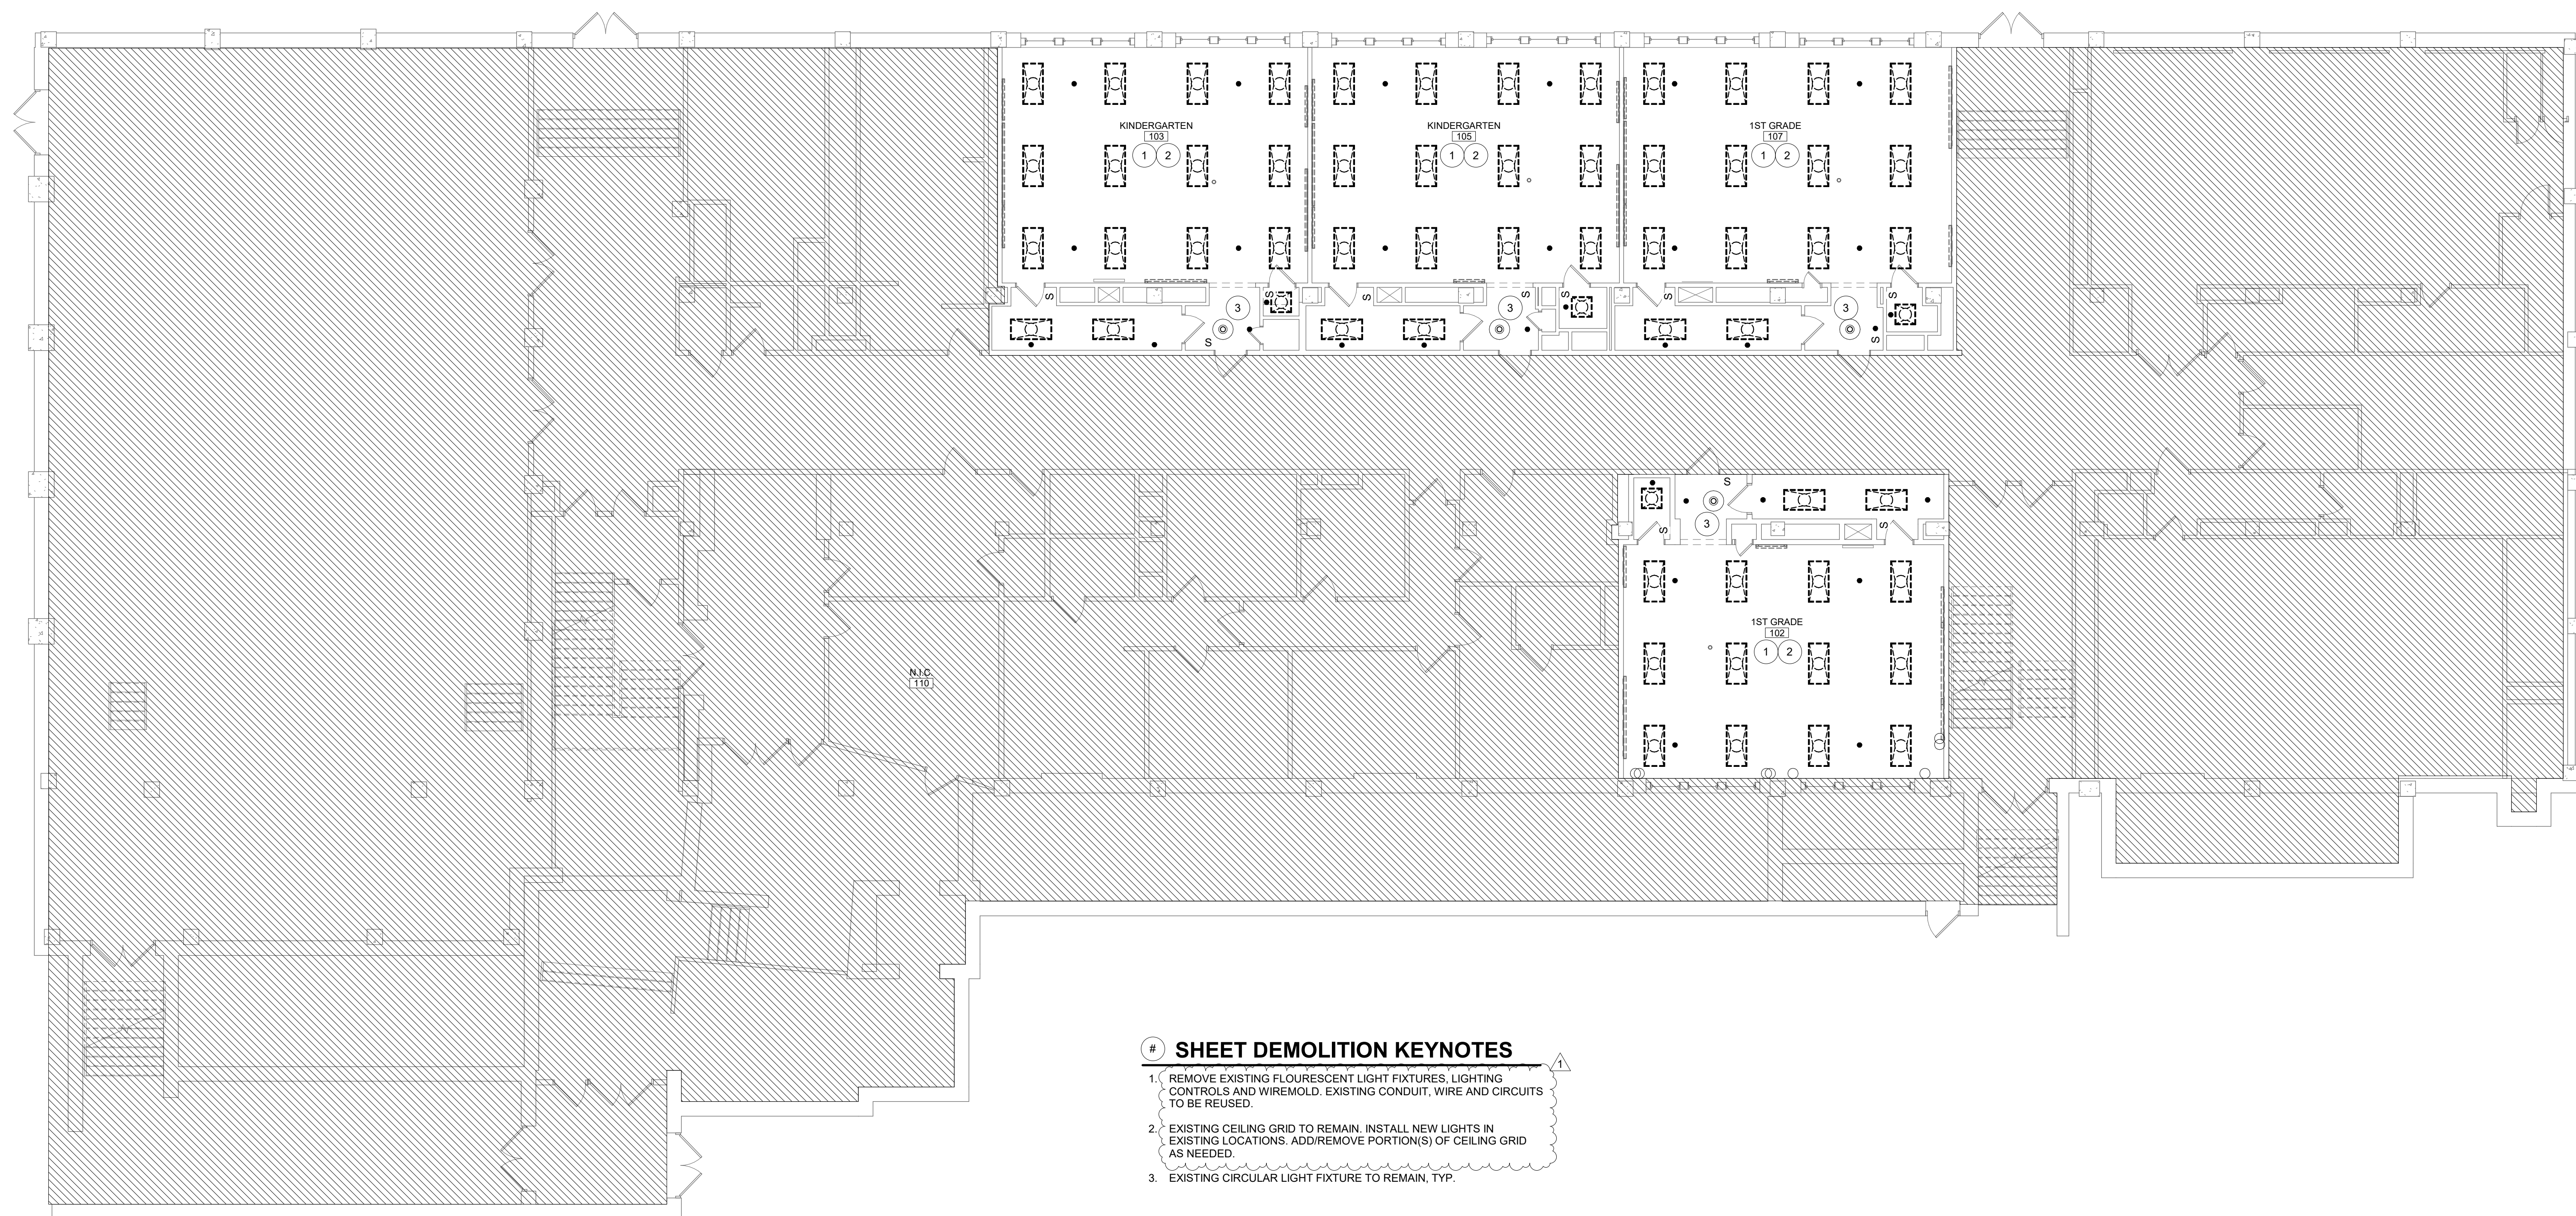 KINDERGARTEN
103
1 2
KINDERGARTEN
105
1 2
1ST GRADE
107
1 2
S
S
S
S
S
S
S
S
S
3
S
3
3
S
S
3
S
S
1ST GRADE
102
1 2
N.I.C.
110
# SHEET DEMOLITION KEYNOTES
1
1. REMOVE EXISTING FLOURESCENT LIGHT FIXTURES, LIGHTING
CONTROLS AND WIREMOLD. EXISTING CONDUIT, WIRE AND CIRCUITS
TO BE REUSED.
2. EXISTING CEILING GRID TO REMAIN. INSTALL NEW LIGHTS IN
EXISTING LOCATIONS. ADD/REMOVE PORTION(S) OF CEILING GRID
AS NEEDED.
3. EXISTING CIRCULAR LIGHT FIXTURE TO REMAIN, TYP.